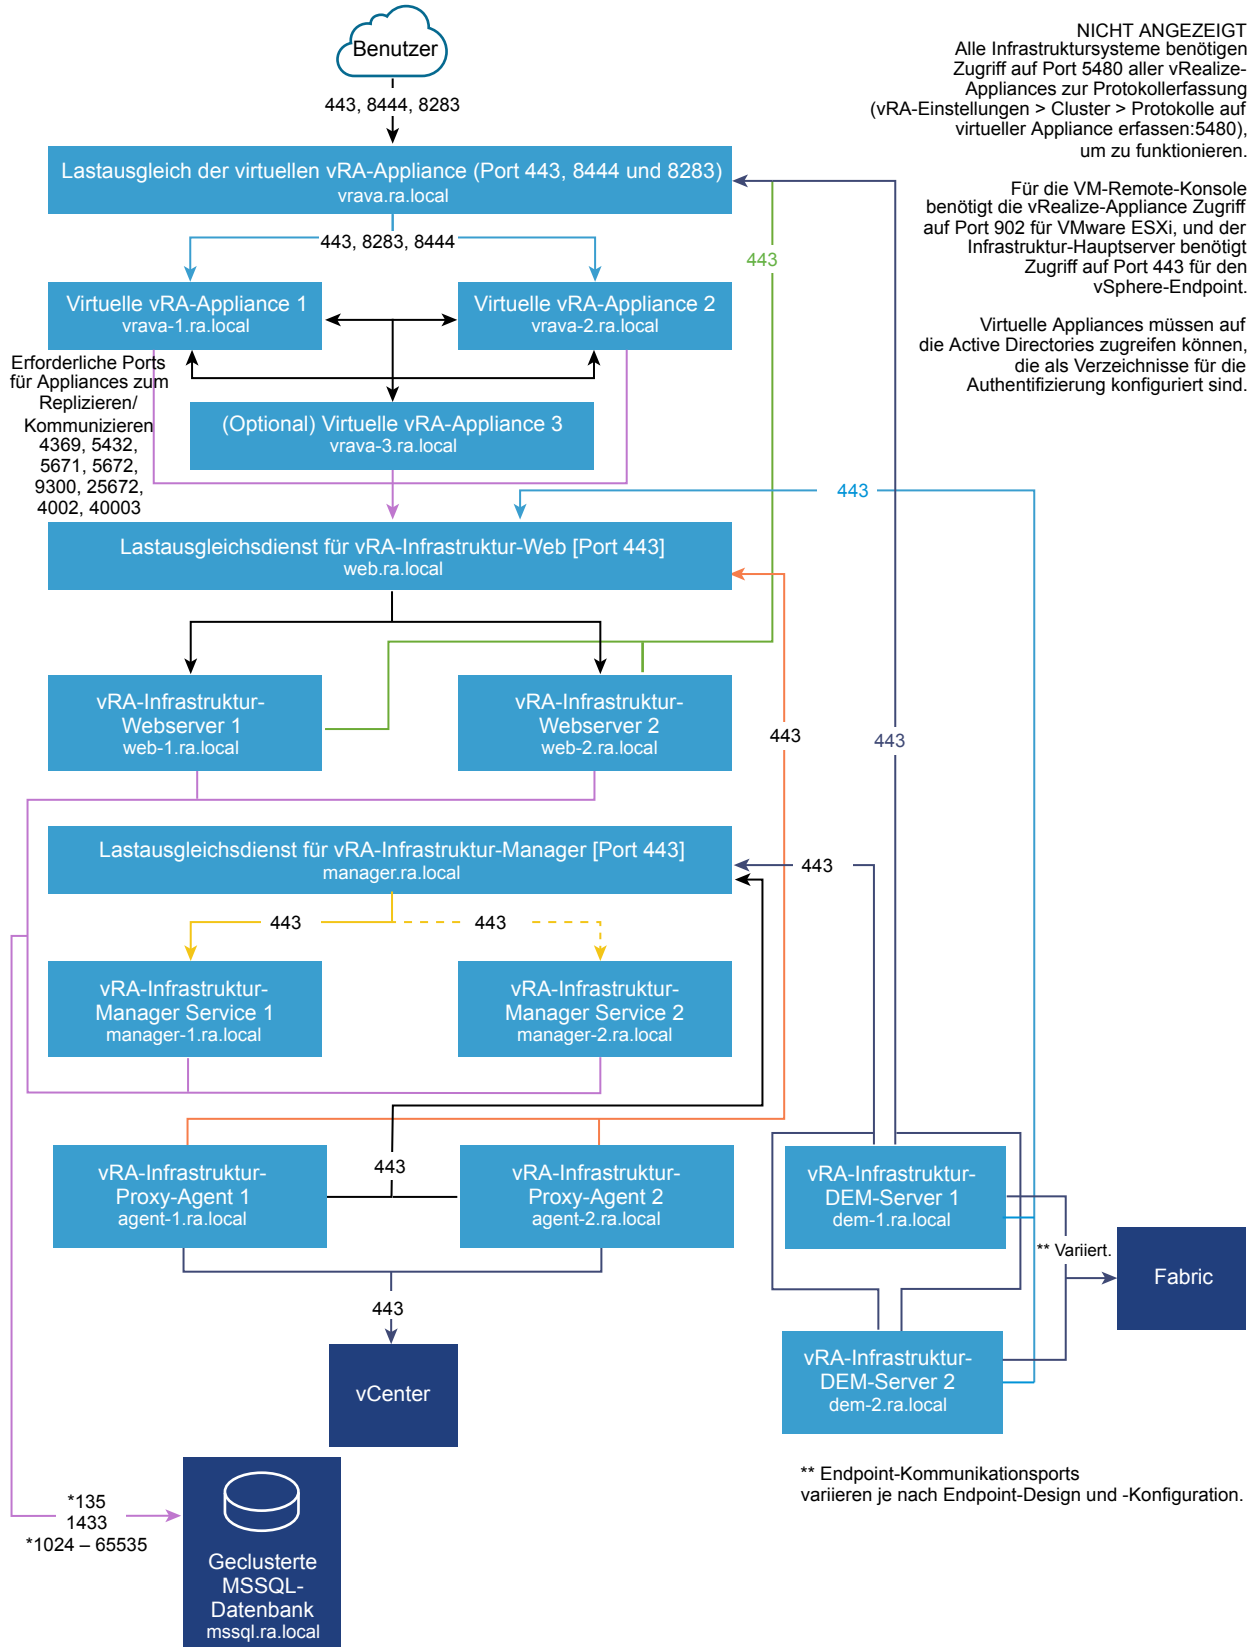 Benutzer
443, 8444, 8283
NICHT ANGEZEIGT
Alle Infrastruktursysteme benötigen
Zugriff auf Port 5480 aller vRealize-
Appliances zur Protokollerfassung
(vRA-Einstellungen > Cluster > Protokolle auf
virtueller Appliance erfassen:5480),
um zu funktionieren.
Für die VM-Remote-Konsole
benötigt die vRealize-Appliance Zugriff
auf Port 902 für VMware ESXi, und der
Infrastruktur-Hauptserver benötigt
Zugriff auf Port 443 für den
vSphere-Endpoint.
Virtuelle Appliances müssen auf
die Active Directories zugreifen können,
die als Verzeichnisse für die
Authentifizierung konfiguriert sind.
Lastausgleich der virtuellen vRA-Appliance (Port 443, 8444 und 8283)
vrava.ra.local
443, 8283, 8444
443
Virtuelle vRA-Appliance 1
vrava-1.ra.local
Virtuelle vRA-Appliance 2
vrava-2.ra.local
Erforderliche Ports
für Appliances zum
Replizieren/
Kommunizieren
4369, 5432,
5671, 5672,
9300, 25672,
4002, 40003
(Optional) Virtuelle vRA-Appliance 3
vrava-3.ra.local
443
Lastausgleichsdienst für vRA-Infrastruktur-Web [Port 443]
web.ra.local
vRA-Infrastruktur-
Webserver 1
web-1.ra.local
vRA-Infrastruktur-
Webserver 2
web-2.ra.local
443
443
Lastausgleichsdienst für vRA-Infrastruktur-Manager [Port 443]
manager.ra.local
443
443
443
vRA-Infrastruktur-
Manager Service 1
manager-1.ra.local
vRA-Infrastruktur-
Manager Service 2
manager-2.ra.local
vRA-Infrastruktur-
Proxy-Agent 1
agent-1.ra.local
443
vRA-Infrastruktur-
Proxy-Agent 2
agent-2.ra.local
vRA-Infrastruktur-
DEM-Server 1
dem-1.ra.local
** Variiert.
Fabric
443
vCenter
vRA-Infrastruktur-
DEM-Server 2
dem-2.ra.local
** Endpoint-Kommunikationsports
variieren je nach Endpoint-Design und -Konfiguration.
*135
1433
*1024 – 65535
Geclusterte
MSSQL-
Datenbank
mssql.ra.local